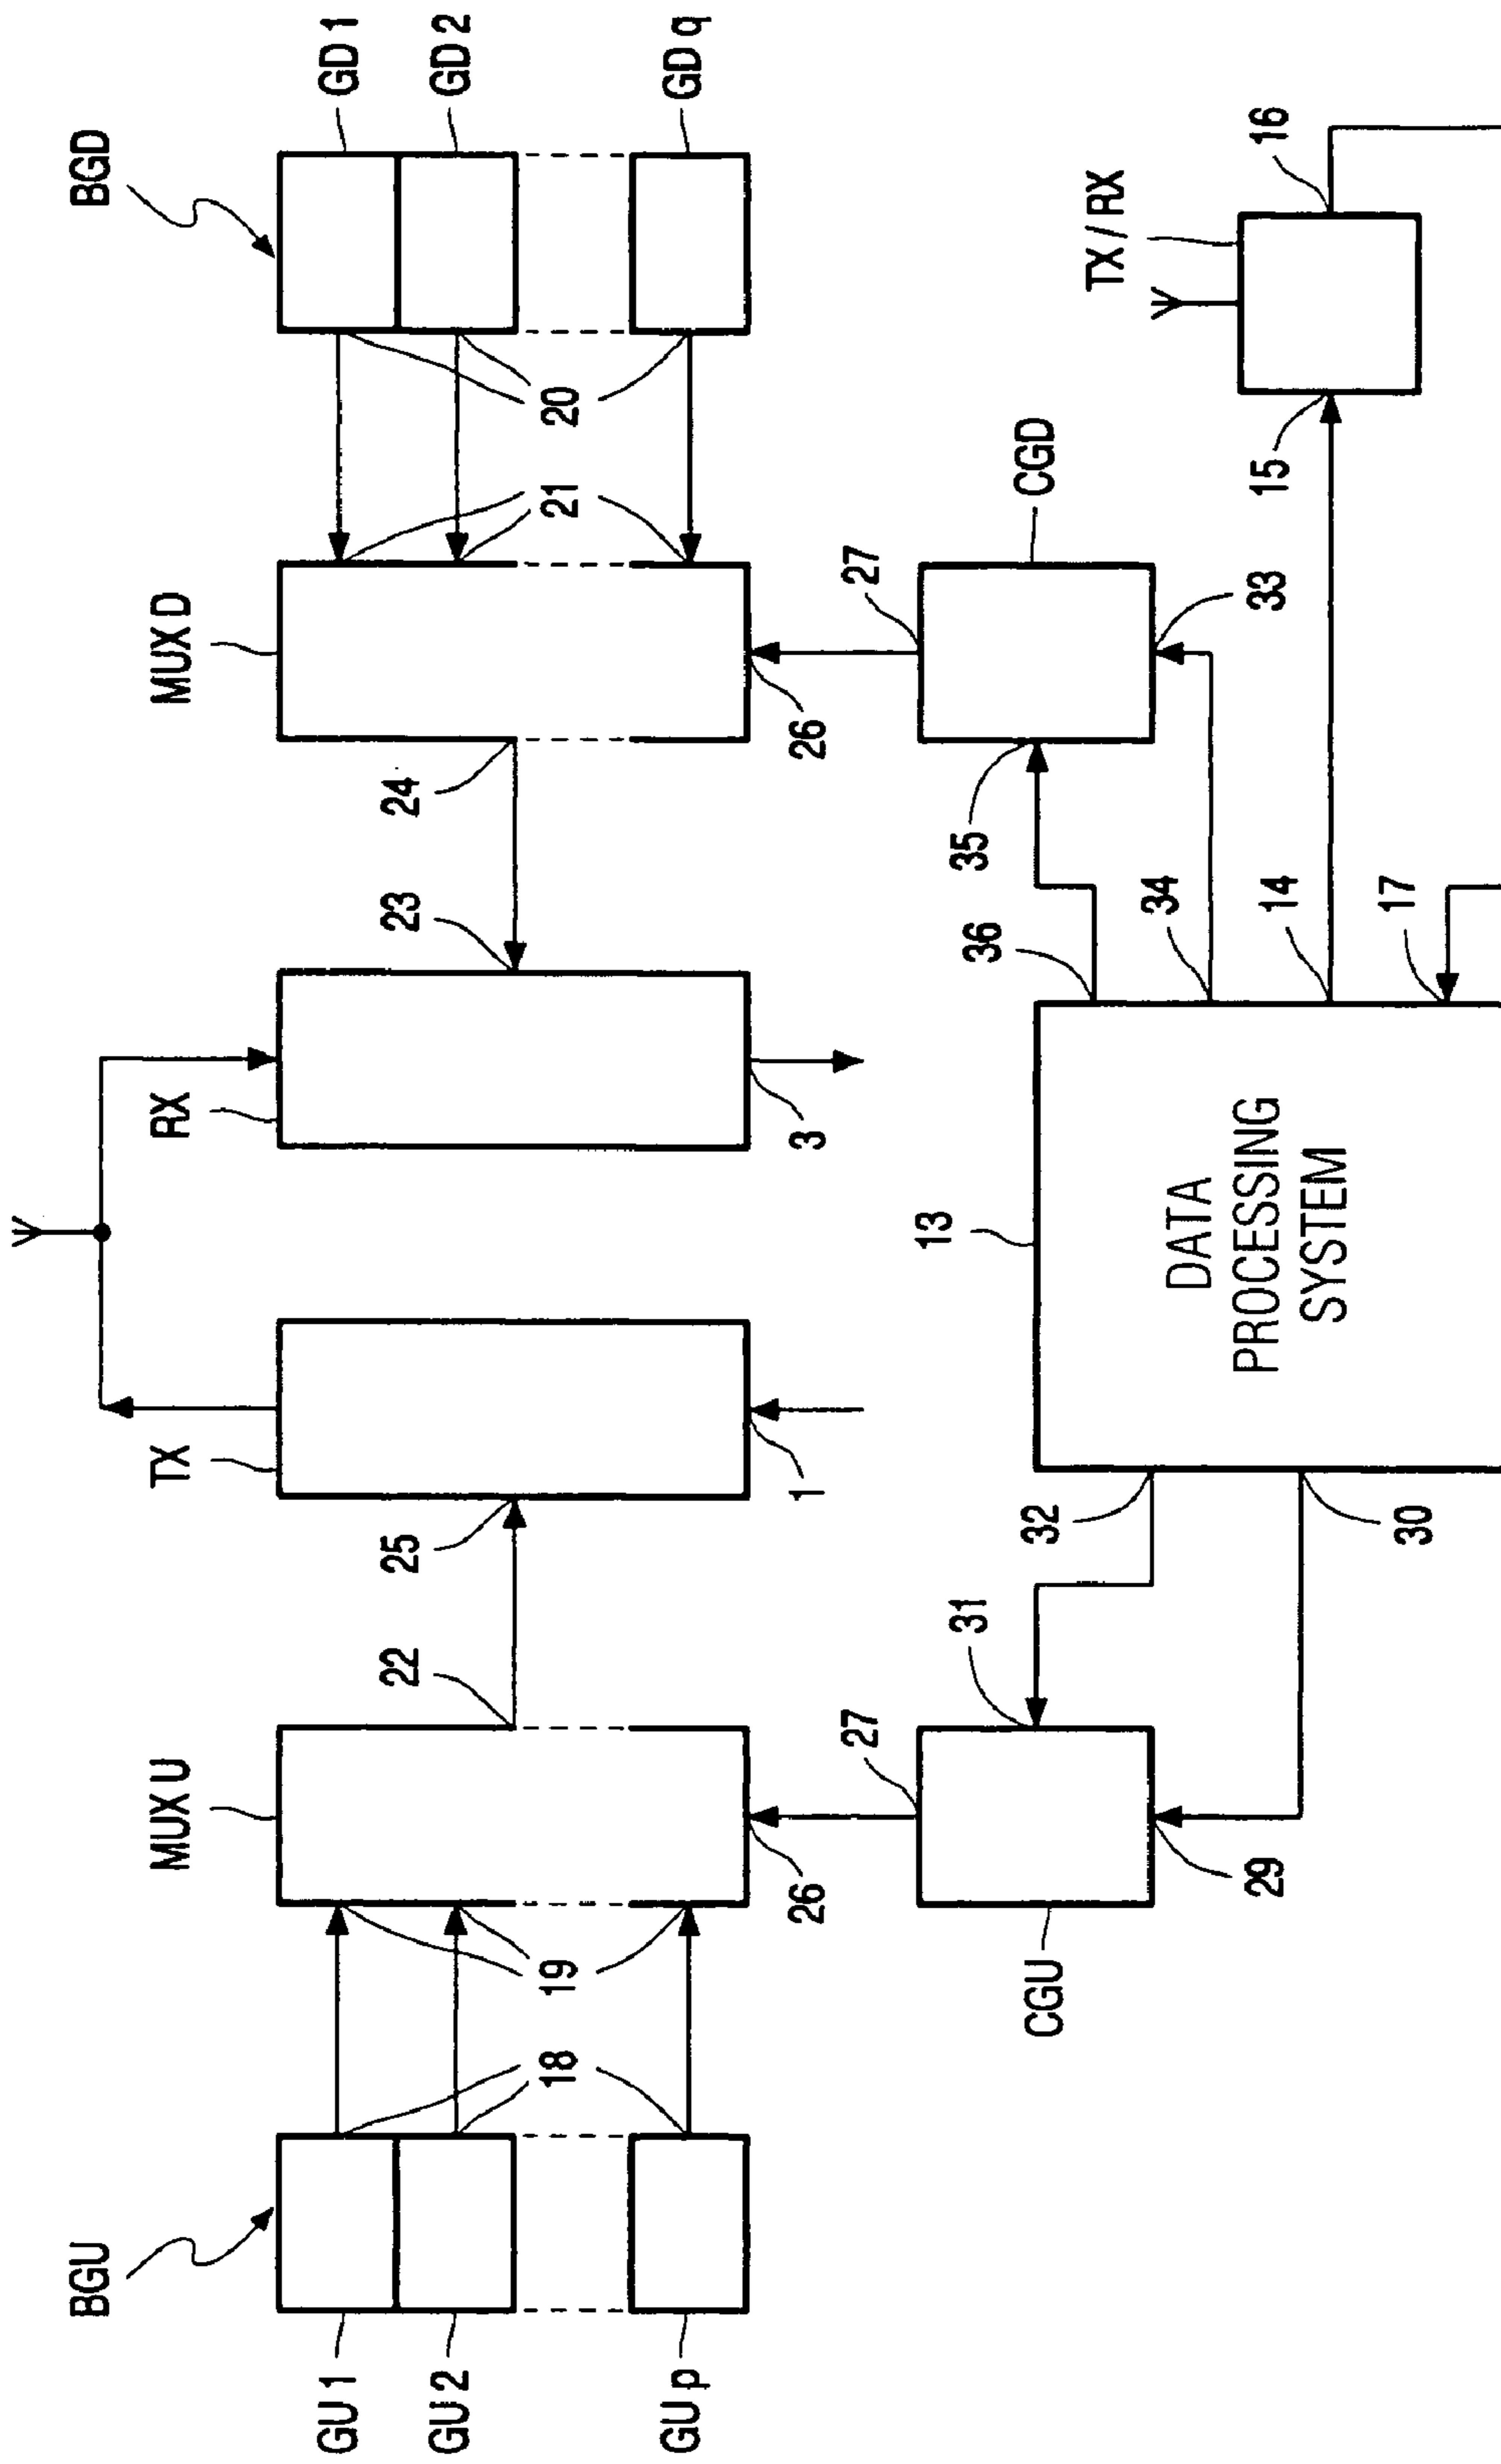 BGU
BGD
MUX U
TX
RX
MUX D
GU 1
GD 1
22
25
23
24
GU 2
GD 2
18
19
21
20
GU p
GD q
26
1
3
26
27
27
13
31
36
35
CGU
32
CGD
TX / RX
34
DATA
PROCESSING
SYSTEM
29
14
33
15
16
30
17